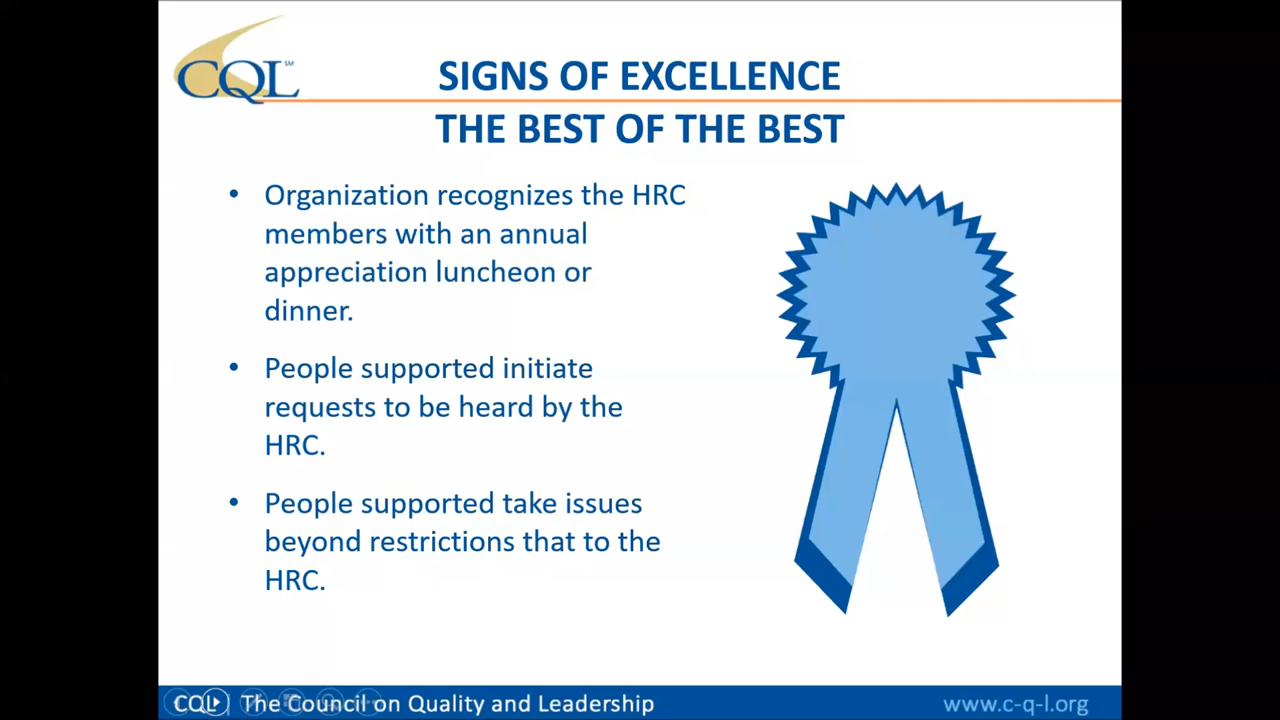 CQL℠
SIGNS OF EXCELLENCE
THE BEST OF THE BEST
• Organization recognizes the HRC
members with an annual
appreciation luncheon or
dinner.
• People supported initiate
requests to be heard by the
HRC.
• People supported take issues
beyond restrictions that to the
HRC.
CQL | The Council on Quality and Leadership
www.c-q-l.org